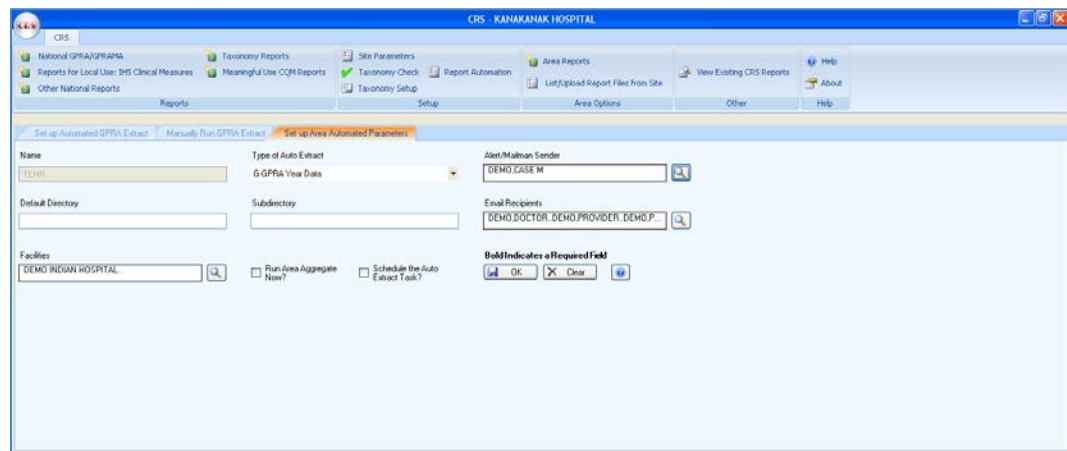 CRS - KANAKANAK HOSPITAL
CRS
CRS
National GPRA/GPRAMA
Reports for Local Use: IHS Clinical Measures
Other National Reports
Taxonomy Reports
Meaningful Use CQM Reports
Reports
Site Parameters
Taxonomy Check
Report Automation
Taxonomy Setup
Setup
Area Reports
List/Upload Report Files from Site
Area Options
View Existing CRS Reports
Other
Help
About
Help
Set up Automated GPRA Extract
Manually Run GPRA Extract
Set up Area Automated Parameters
Name
Type of Auto Extract
Alert/Mailman Sender
TEHR
G-GPRA Year Data
DEMO,CASE M
Default Directory
Subdirectory
Email Recipients
DEMO,DOCTOR..DEMO,PROVIDER..DEMO,P...
Facilities
Bold Indicates a Required Field
DEMO INDIAN HOSPITAL..
Run Area Aggregate
Now?
Schedule the Auto
Extract Task?
OK
Clear